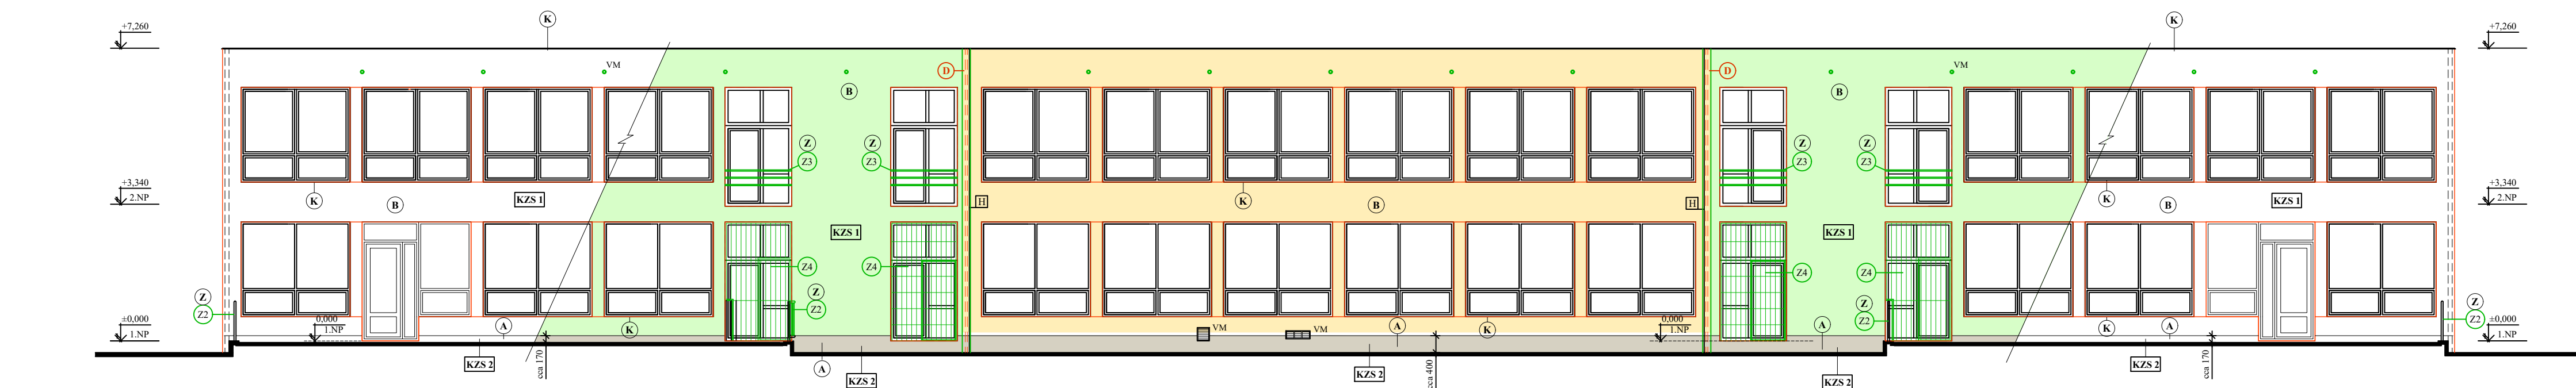 K
K
+7,260
+7,260
VM
D
D
VM
B
B
Z
Z3
Z
Z3
Z
Z3
Z
Z3
+3,340
2.NP
K
B
KZS 1
H
K
B
H
K
B
KZS 1
+3,340
2.NP
KZS 1
KZS 1
Z4
Z4
Z4
Z4
Z
Z2
Z
Z2
Z
Z2
Z
Z2
±0,000
1.NP
0,000
1.NP
A
K
VM
VM
A
K
0,000
1.NP
A
K
A
±0,000
1.NP
KZS 2
cca 170
A
KZS 2
KZS 2
cca 400
KZS 2
KZS 2
cca 170